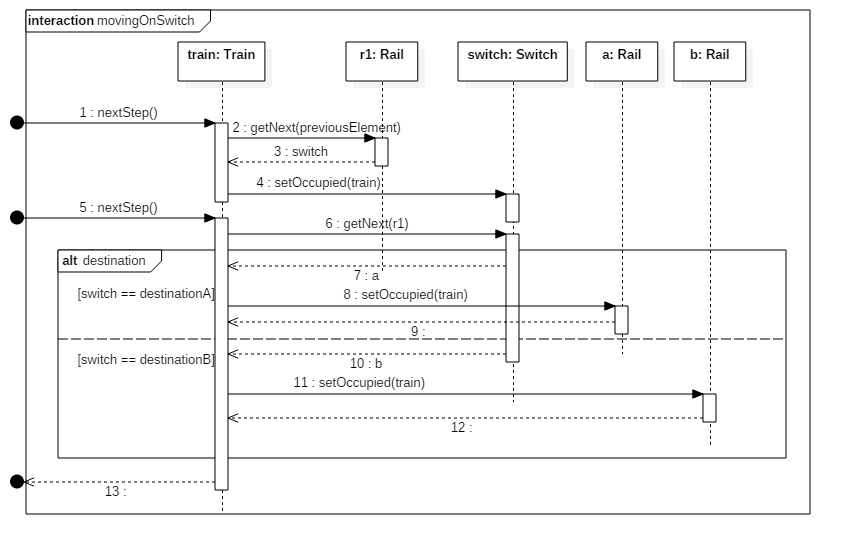 interaction movingOnSwitch
train: Train
r1: Rail
switch: Switch
a: Rail
b: Rail
1 : nextStep()
2 : getNext(previousElement)
3 : switch
4 : setOccupied(train)
5 : nextStep()
6 : getNext(r1)
alt destination
7 : a
[switch == destinationA]
8 : setOccupied(train)
9 :
[switch == destinationB]
10 : b
11 : setOccupied(train)
12 :
13 :